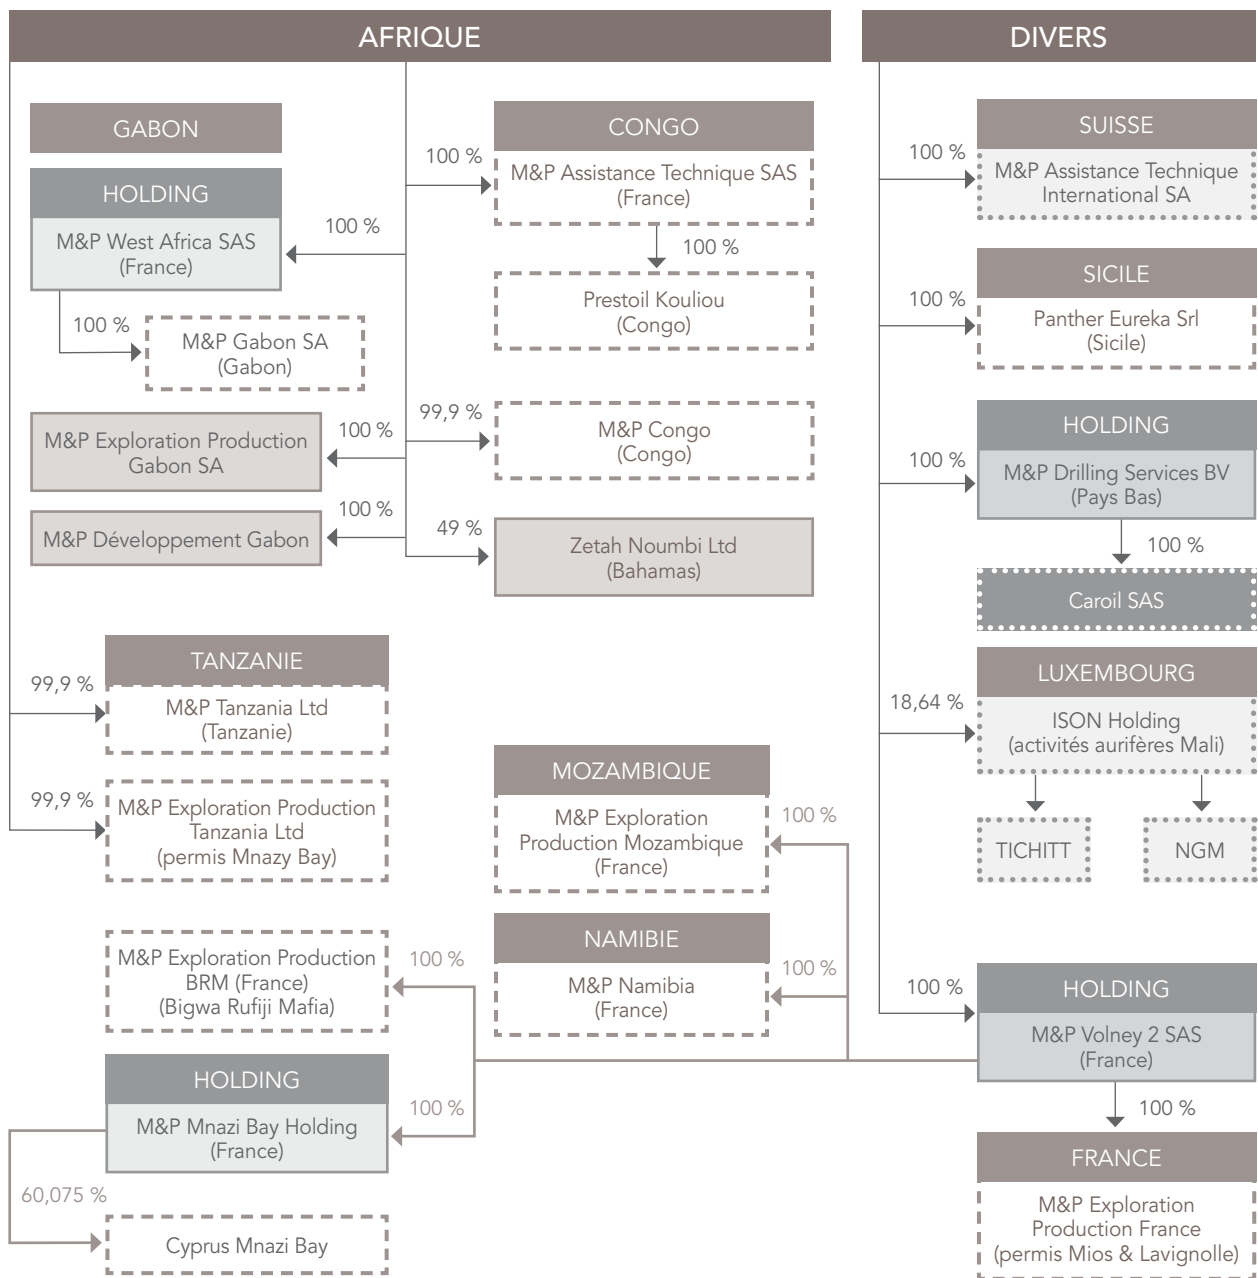 AFRIQUE
GABON
HOLDING
M&P West Africa SAS
(France)
100 %
100 %
M&P Gabon SA
(Gabon)
M&P Exploration Production
Gabon SA
100 %
M&P Développement Gabon
100 %
CONGO
100 %
M&P Assistance Technique SAS
(France)
100 %
Prestoil Kouliou
(Congo)
99,9 %
M&P Congo
(Congo)
49 %
Zetah Noumbi Ltd
(Bahamas)
TANZANIE
99,9 %
M&P Tanzania Ltd
(Tanzanie)
99,9 %
M&P Exploration Production
Tanzania Ltd
(permis Mnazy Bay)
M&P Exploration Production
BRM (France)
(Bigwa Rufiji Mafia)
100 %
HOLDING
M&P Mnazi Bay Holding
(France)
100 %
60,075 %
Cyprus Mnazi Bay
MOZAMBIQUE
M&P Exploration
Production Mozambique
(France)
100 %
NAMIBIE
M&P Namibia
(France)
100 %
DIVERS
SUISSE
100 %
M&P Assistance Technique
International SA
SICILE
100 %
Panther Eureka Srl
(Sicile)
HOLDING
100 %
M&P Drilling Services BV
(Pays Bas)
100 %
Caroil SAS
LUXEMBOURG
18,64 %
ISON Holding
(activités aurifères Mali)
TICHITT
NGM
HOLDING
100 %
M&P Volney 2 SAS
(France)
100 %
FRANCE
M&P Exploration
Production France
(permis Mios & Lavignolle)